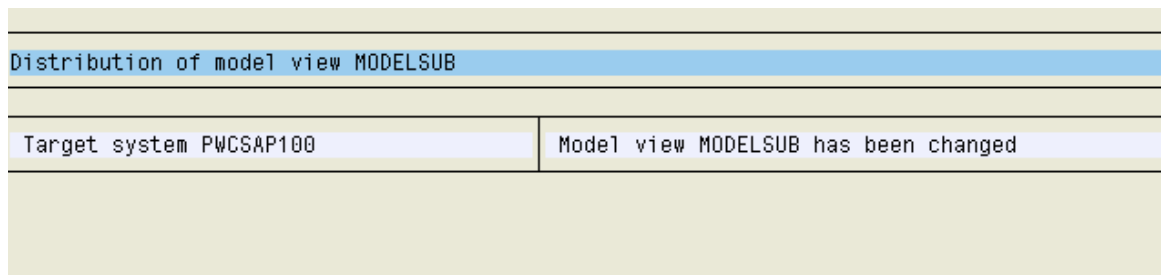 Distribution of model view MODELSUB
Target system PWCSAP100
Model view MODELSUB has been changed